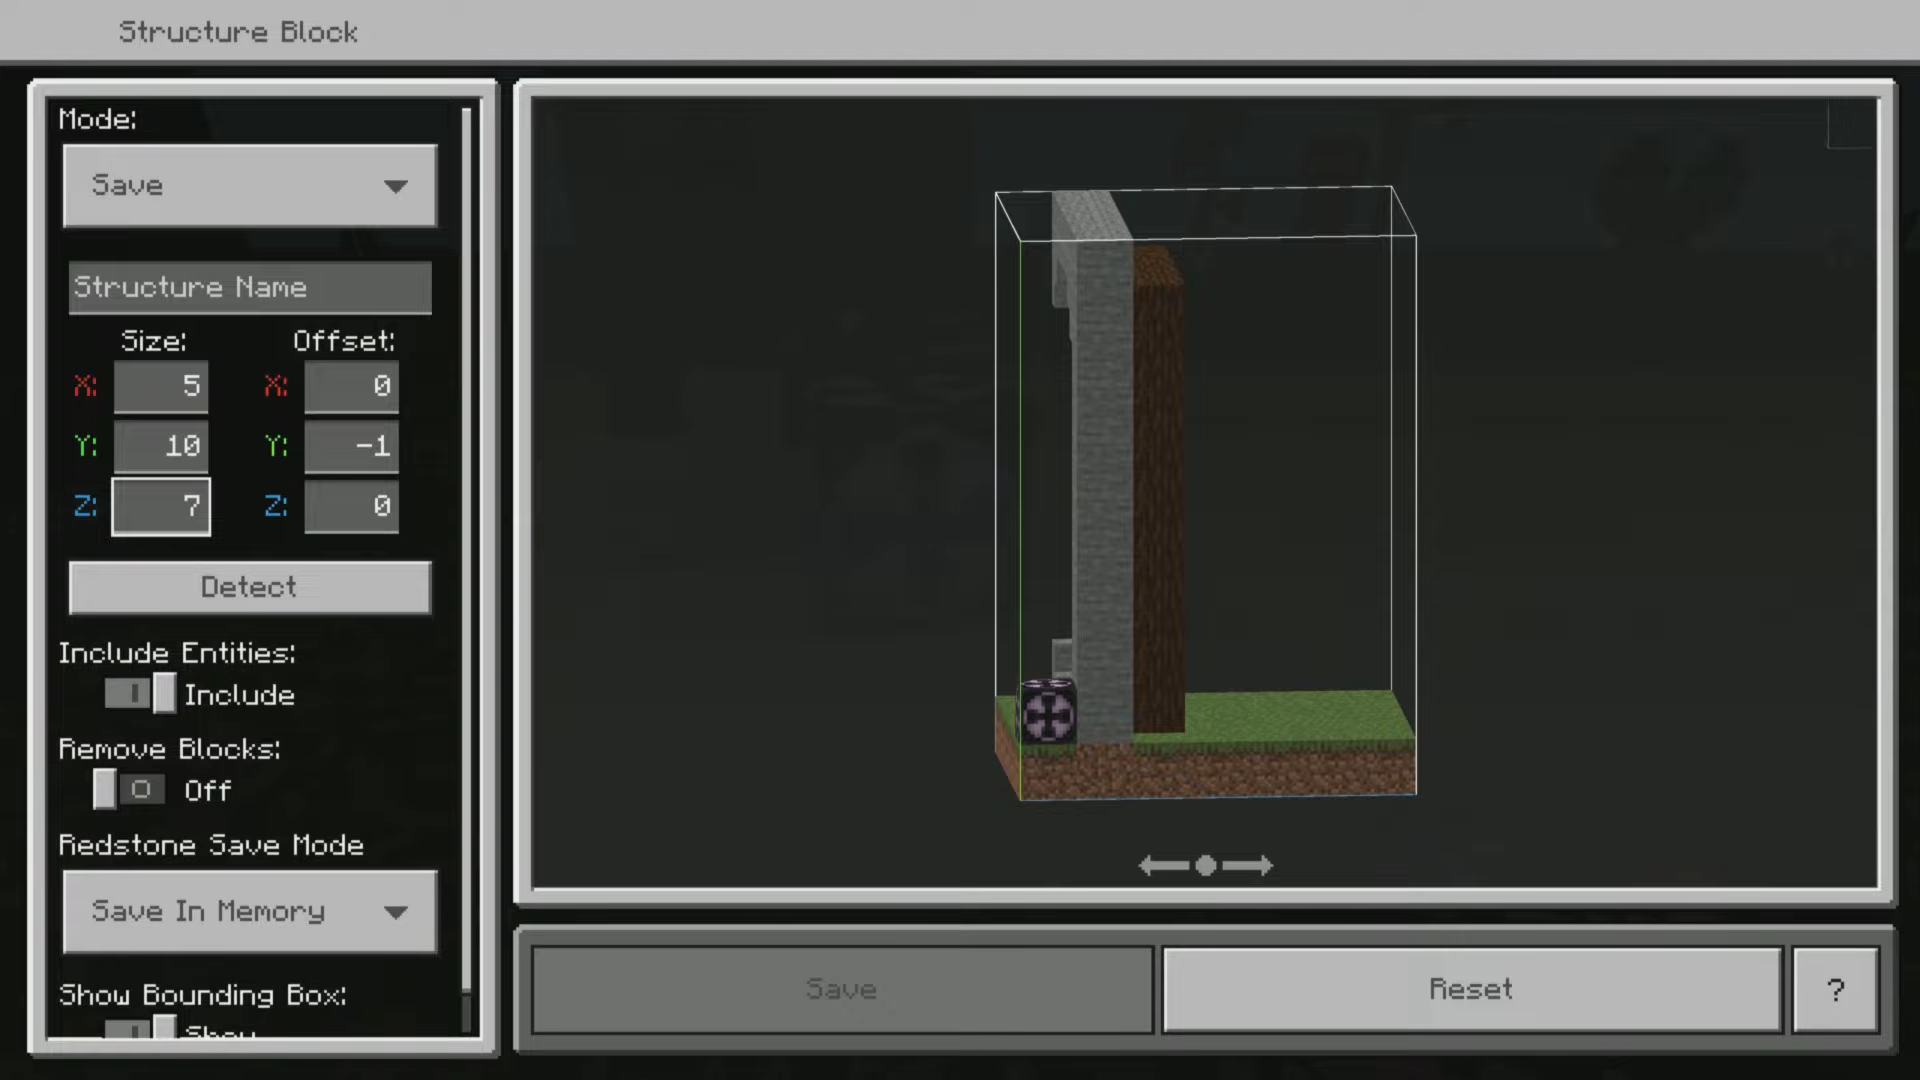 Structure Block
Mode:
Save
Structure Name
Size: Offset:
X: 5 X: 0
Y: 10 Y: -1
Z: 7 Z: 0
Detect
Include Entities:
Include
Remove Blocks:
Off
Redstone Save Mode
Save In Memory
Show Bounding Box:
Show
Save Reset ?